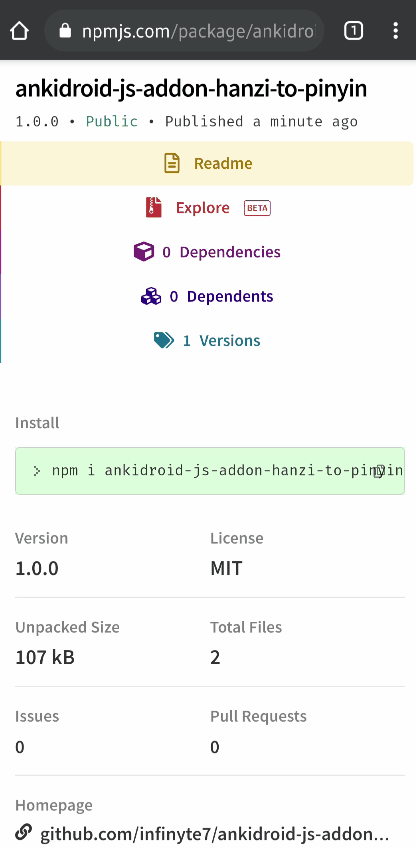 npmjs.com/package/ankidroi
1
ankidroid-js-addon-hanzi-to-pinyin
1.0.0 • Public • Published a minute ago
Readme
Explore BETA
0 Dependencies
0 Dependents
1 Versions
Install
> npm i ankidroid-js-addon-hanzi-to-pinyin
Version License
1.0.0 MIT
Unpacked Size Total Files
107 kB 2
Issues Pull Requests
0 0
Homepage
github.com/infinyte7/ankidroid-js-addon...